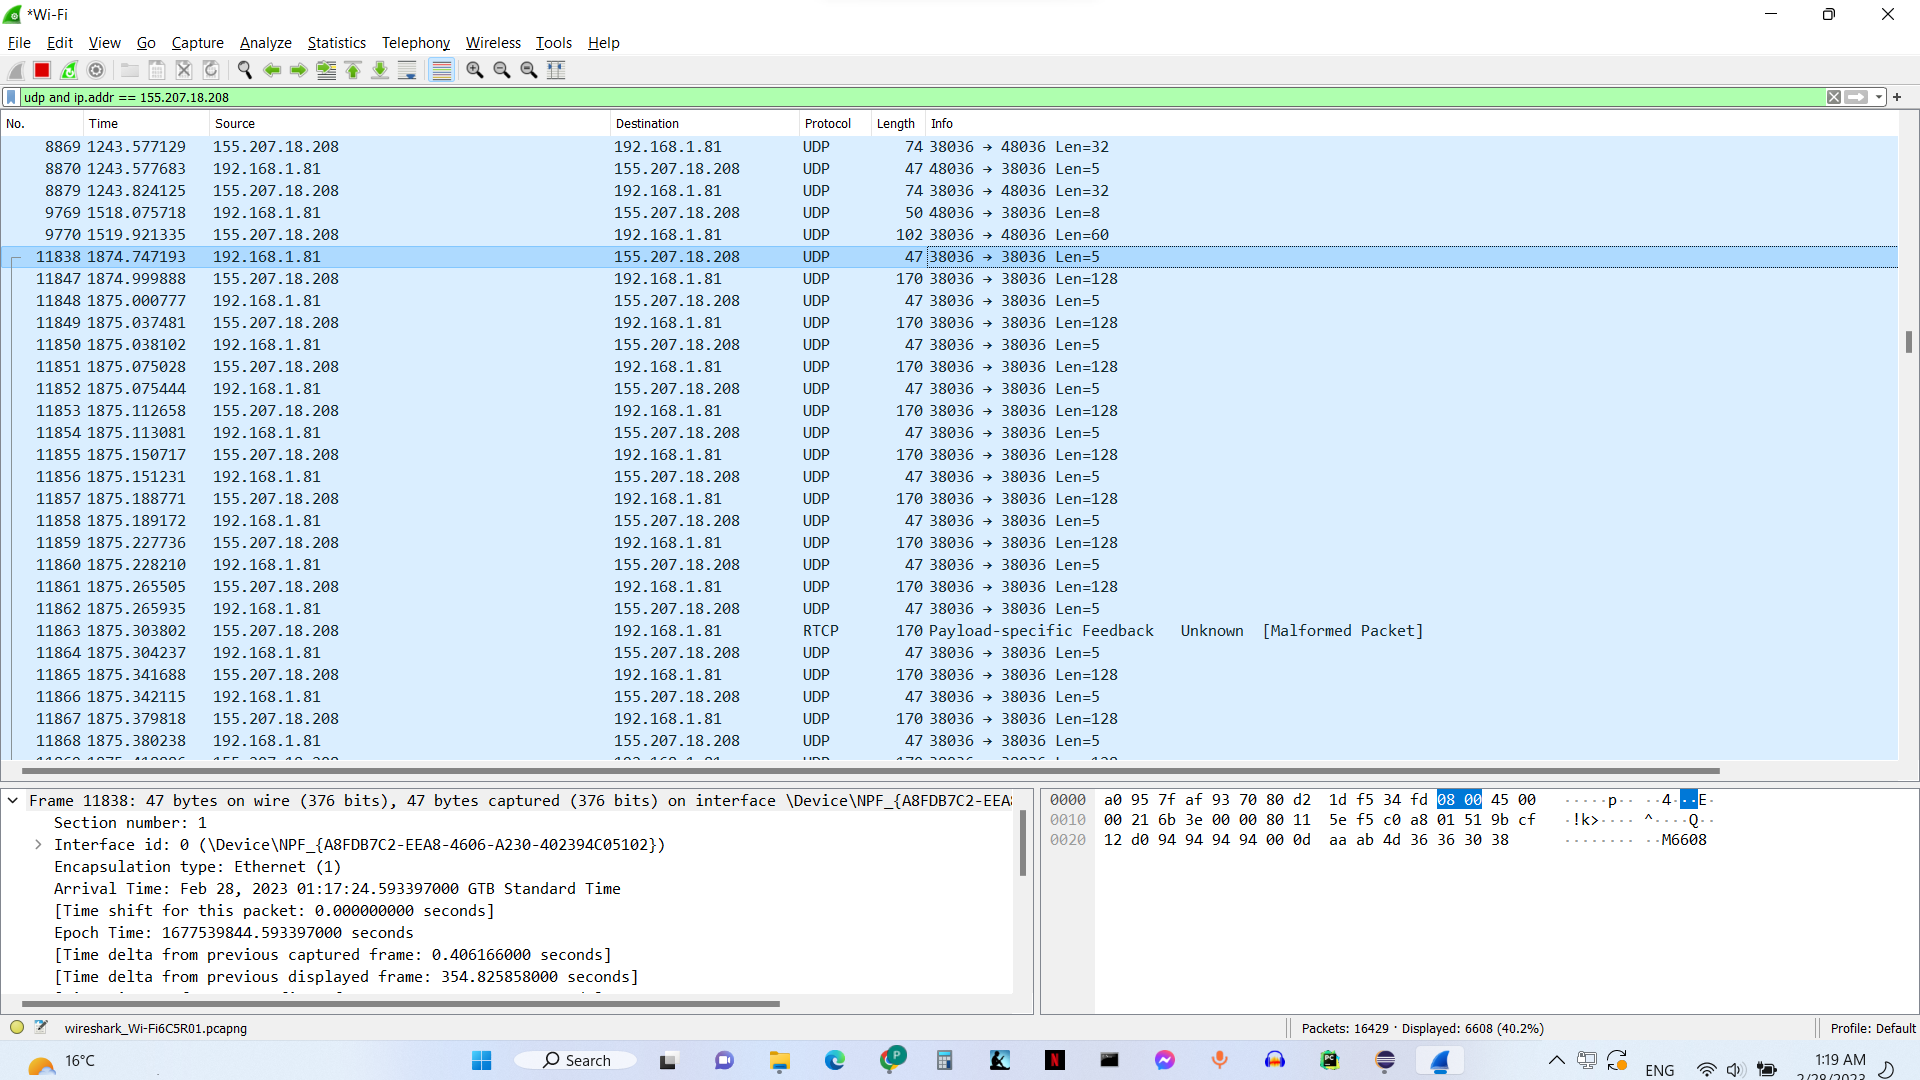 *Wi-Fi
File Edit View Go Capture Analyze Statistics Telephony Wireless Tools Help
udp and ip.addr == 155.207.18.208
No. Time Source Destination Protocol Length Info
8869 1243.577129 155.207.18.208 192.168.1.81 UDP 74 38036 → 48036 Len=32
8870 1243.577683 192.168.1.81 155.207.18.208 UDP 47 48036 → 38036 Len=5
8879 1243.824125 155.207.18.208 192.168.1.81 UDP 74 38036 → 48036 Len=32
9769 1518.075718 192.168.1.81 155.207.18.208 UDP 50 48036 → 38036 Len=8
9770 1519.921335 155.207.18.208 192.168.1.81 UDP 102 38036 → 48036 Len=60
11838 1874.747193 192.168.1.81 155.207.18.208 UDP 47 38036 → 38036 Len=5
11847 1874.999888 155.207.18.208 192.168.1.81 UDP 170 38036 → 38036 Len=128
11848 1875.000777 192.168.1.81 155.207.18.208 UDP 47 38036 → 38036 Len=5
11849 1875.037481 155.207.18.208 192.168.1.81 UDP 170 38036 → 38036 Len=128
11850 1875.038102 192.168.1.81 155.207.18.208 UDP 47 38036 → 38036 Len=5
11851 1875.075028 155.207.18.208 192.168.1.81 UDP 170 38036 → 38036 Len=128
11852 1875.075444 192.168.1.81 155.207.18.208 UDP 47 38036 → 38036 Len=5
11853 1875.112658 155.207.18.208 192.168.1.81 UDP 170 38036 → 38036 Len=128
11854 1875.113081 192.168.1.81 155.207.18.208 UDP 47 38036 → 38036 Len=5
11855 1875.150717 155.207.18.208 192.168.1.81 UDP 170 38036 → 38036 Len=128
11856 1875.151231 192.168.1.81 155.207.18.208 UDP 47 38036 → 38036 Len=5
11857 1875.188771 155.207.18.208 192.168.1.81 UDP 170 38036 → 38036 Len=128
11858 1875.189172 192.168.1.81 155.207.18.208 UDP 47 38036 → 38036 Len=5
11859 1875.227736 155.207.18.208 192.168.1.81 UDP 170 38036 → 38036 Len=128
11860 1875.228210 192.168.1.81 155.207.18.208 UDP 47 38036 → 38036 Len=5
11861 1875.265505 155.207.18.208 192.168.1.81 UDP 170 38036 → 38036 Len=128
11862 1875.265935 192.168.1.81 155.207.18.208 UDP 47 38036 → 38036 Len=5
11863 1875.303802 155.207.18.208 192.168.1.81 RTCP 170 Payload-specific Feedback Unknown [Malformed Packet]
11864 1875.304237 192.168.1.81 155.207.18.208 UDP 47 38036 → 38036 Len=5
11865 1875.341688 155.207.18.208 192.168.1.81 UDP 170 38036 → 38036 Len=128
11866 1875.342115 192.168.1.81 155.207.18.208 UDP 47 38036 → 38036 Len=5
11867 1875.379818 155.207.18.208 192.168.1.81 UDP 170 38036 → 38036 Len=128
11868 1875.380238 192.168.1.81 155.207.18.208 UDP 47 38036 → 38036 Len=5
Frame 11838: 47 bytes on wire (376 bits), 47 bytes captured (376 bits) on interface \Device\NPF_{A8FDB7C2-EEA8
Section number: 1
Interface id: 0 (\Device\NPF_{A8FDB7C2-EEA8-4606-A230-402394C05102})
Encapsulation type: Ethernet (1)
Arrival Time: Feb 28, 2023 01:17:24.593397000 GTB Standard Time
[Time shift for this packet: 0.000000000 seconds]
Epoch Time: 1677539844.593397000 seconds
[Time delta from previous captured frame: 0.406166000 seconds]
[Time delta from previous displayed frame: 354.825858000 seconds]
0000 a0 95 7f af 93 70 80 d2 1d f5 34 fd 08 00 45 00 ·····p·· ··4···E·
0010 00 21 6b 3e 00 00 80 11 5e f5 c0 a8 01 51 9b cf ·!k>···· ^····Q··
0020 12 d0 94 94 94 94 00 0d aa ab 4d 36 36 30 38 ········ ··M6608
wireshark_Wi-Fi6C5R01.pcapng
Packets: 16429 · Displayed: 6608 (40.2%)
Profile: Default
16°C
Search
ENG
1:19 AM
2/28/2023